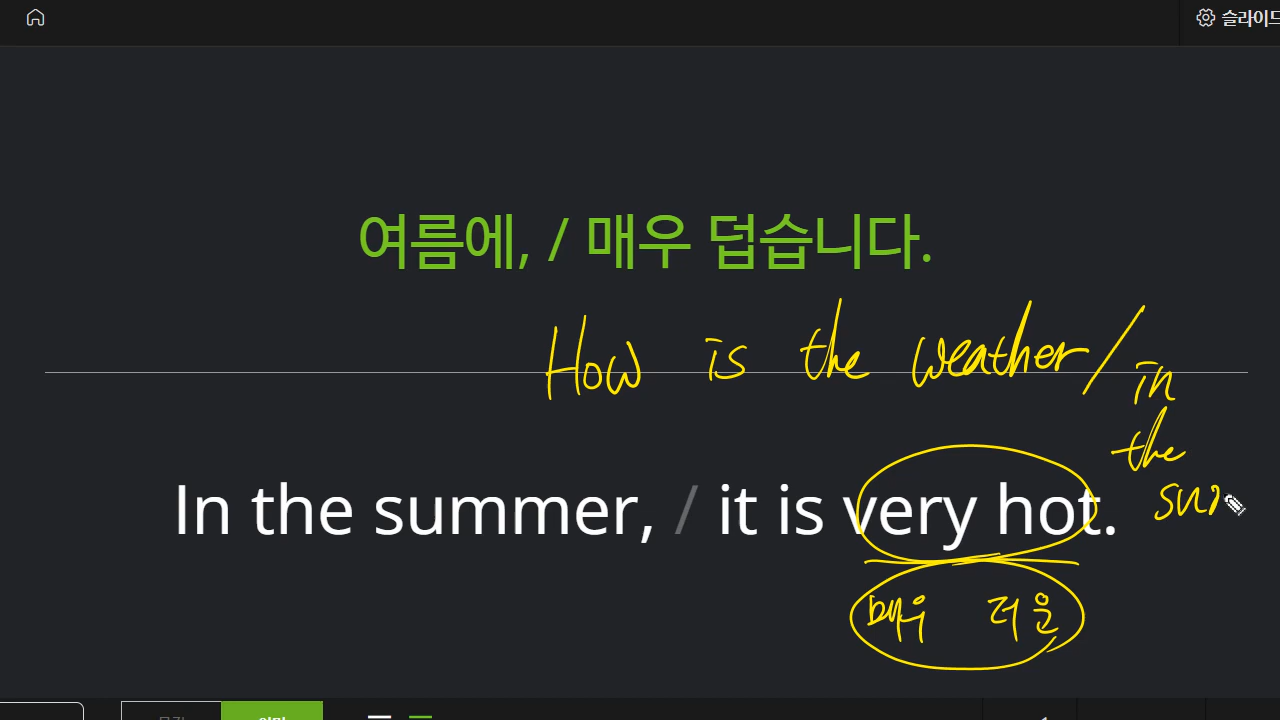 슬라이드
여름에, / 매우 덥습니다.
How is the weather / in
the
In the summer, / it is very hot.
매우 더운